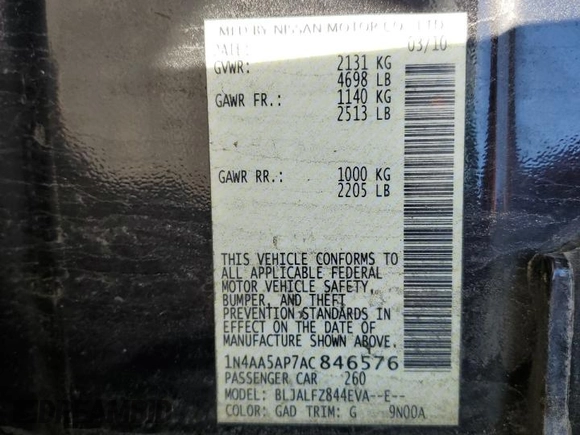 MFD BY NISSAN MOTOR CO., LTD.
DATE: 03/10
GVWR: 2131 KG
4698 LB
GAWR FR.: 1140 KG
2513 LB
GAWR RR.: 1000 KG
2205 LB
THIS VEHICLE CONFORMS TO
ALL APPLICABLE FEDERAL
MOTOR VEHICLE SAFETY,
BUMPER, AND THEFT
PREVENTION STANDARDS IN
EFFECT ON THE DATE OF
MANUFACTURE SHOWN ABOVE.
1N4AA5AP7AC846576
PASSENGER CAR 260
MODEL: BLJALFZ844EVA--E--
COLOR: GAD TRIM: G 9N00A